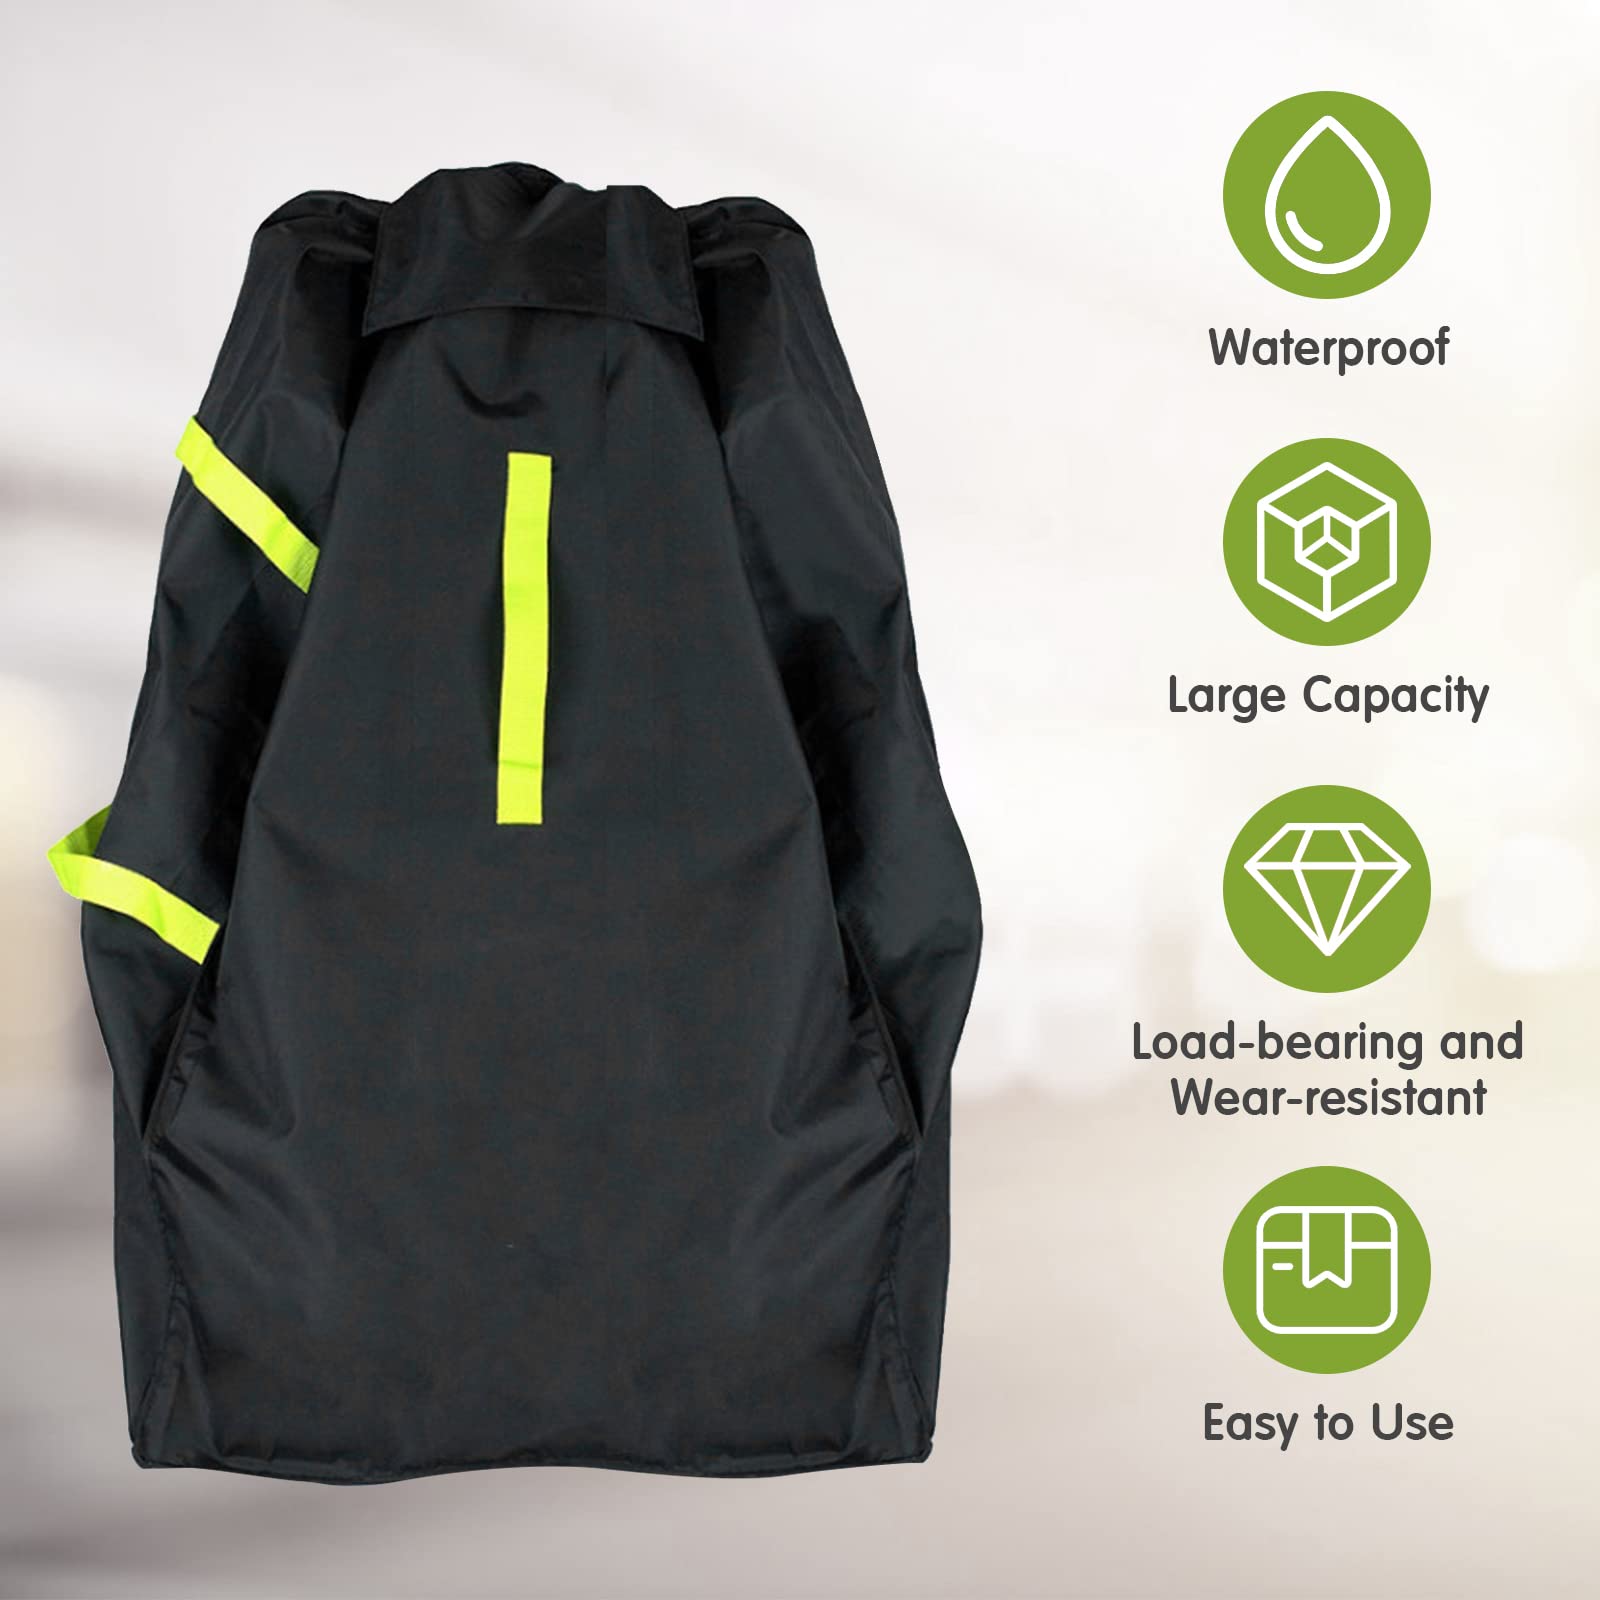 Waterproof
Large Capacity
Load-bearing and
Wear-resistant
Easy to Use